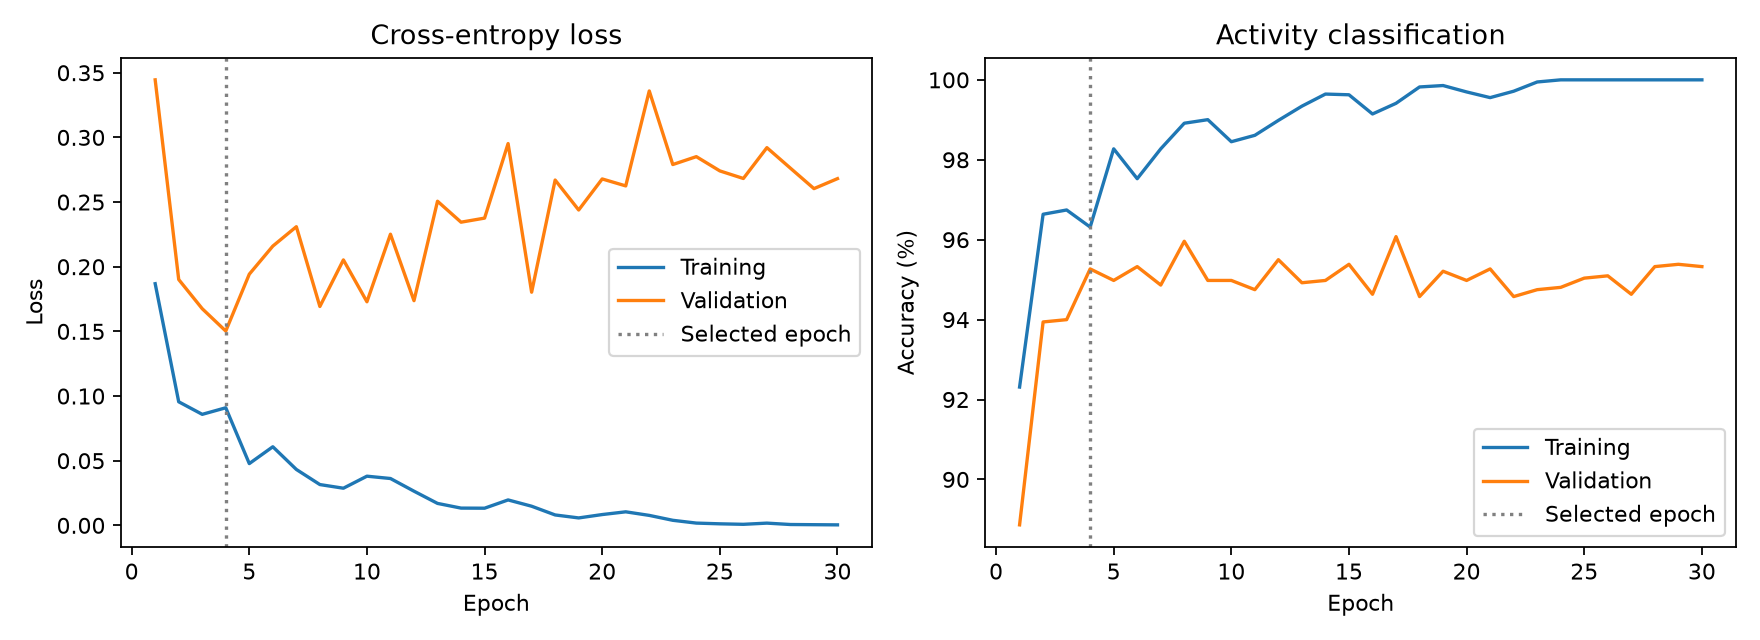 Cross-entropy loss
0.35
0.30
0.25
0.20
0.15
0.10
0.05
0.00
Loss
Training
Validation
Selected epoch
0 5 10 15 20 25 30
Epoch
Activity classification
100
98
96
94
92
90
Accuracy (%)
Training
Validation
Selected epoch
0 5 10 15 20 25 30
Epoch